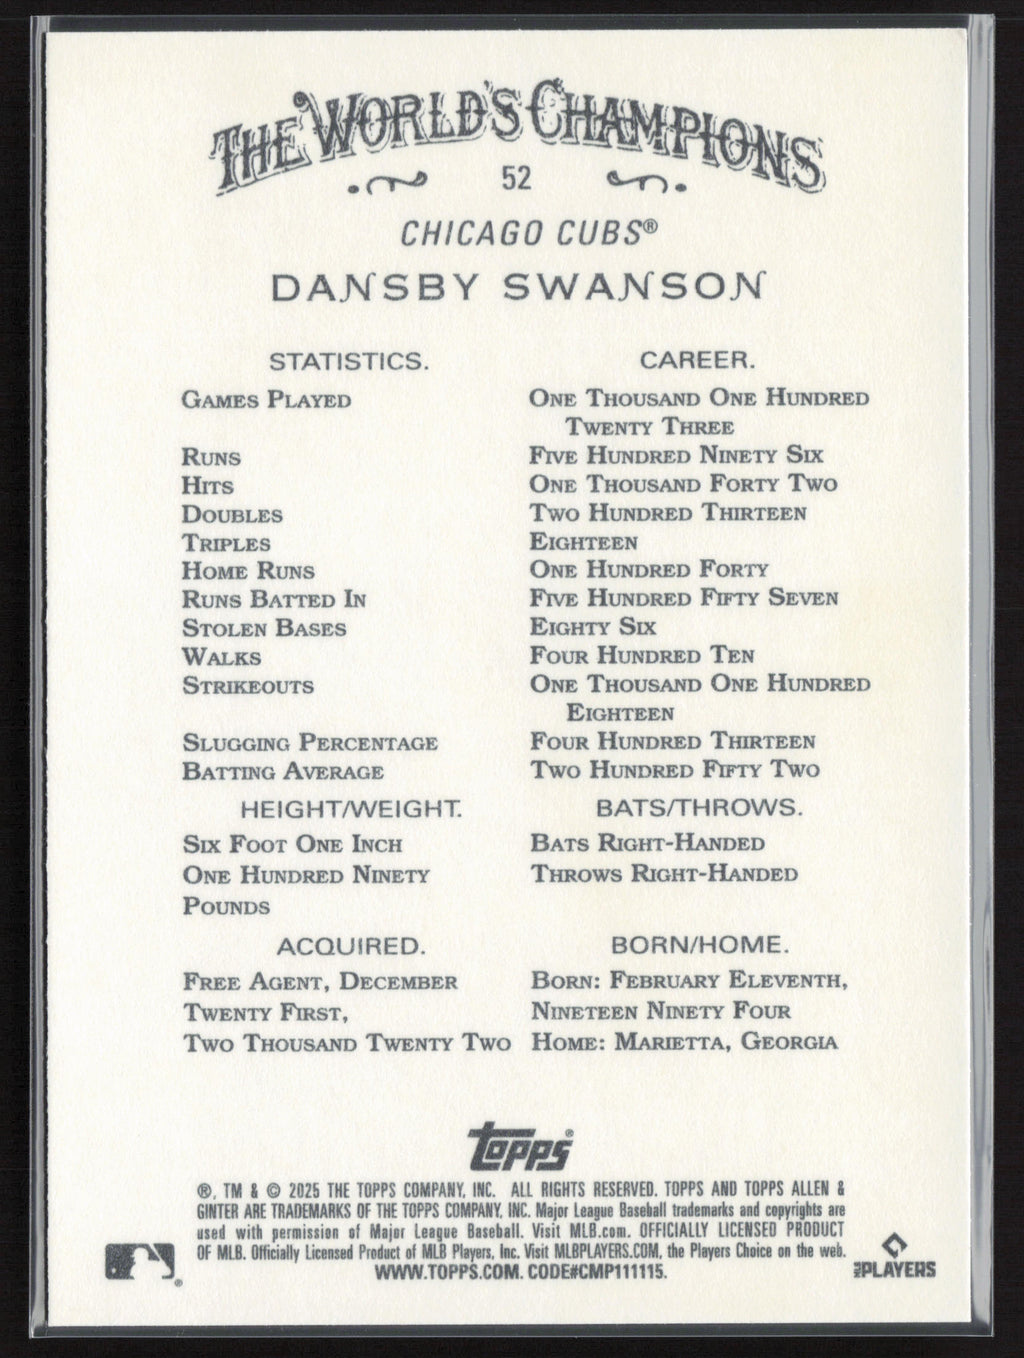 THE WORLD'S CHAMPIONS
52
CHICAGO CUBS®
DANSBY SWANSON
STATISTICS. CAREER.
GAMES PLAYED ONE THOUSAND ONE HUNDRED
TWENTY THREE
RUNS FIVE HUNDRED NINETY SIX
HITS ONE THOUSAND FORTY TWO
DOUBLES TWO HUNDRED THIRTEEN
TRIPLES EIGHTEEN
HOME RUNS ONE HUNDRED FORTY
RUNS BATTED IN FIVE HUNDRED FIFTY SEVEN
STOLEN BASES EIGHTY SIX
WALKS FOUR HUNDRED TEN
STRIKEOUTS ONE THOUSAND ONE HUNDRED
EIGHTEEN
SLUGGING PERCENTAGE FOUR HUNDRED THIRTEEN
BATTING AVERAGE TWO HUNDRED FIFTY TWO
HEIGHT/WEIGHT. BATS/THROWS.
SIX FOOT ONE INCH BATS RIGHT-HANDED
ONE HUNDRED NINETY THROWS RIGHT-HANDED
POUNDS
ACQUIRED. BORN/HOME.
FREE AGENT, DECEMBER BORN: FEBRUARY ELEVENTH,
TWENTY FIRST, NINETEEN NINETY FOUR
TWO THOUSAND TWENTY TWO HOME: MARIETTA, GEORGIA
Topps®
®, TM & © 2025 THE TOPPS COMPANY, INC. ALL RIGHTS RESERVED. TOPPS AND TOPPS ALLEN &
GINTER ARE TRADEMARKS OF THE TOPPS COMPANY, INC. Major League Baseball trademarks and copyrights are
used with permission of Major League Baseball. Visit MLB.com. OFFICIALLY LICENSED PRODUCT
OF MLB. Officially Licensed Product of MLB Players, Inc. Visit MLBPLAYERS.COM, the Players Choice on the web.
WWW.TOPPS.COM. CODE#CMP111115.
MLB PLAYERS